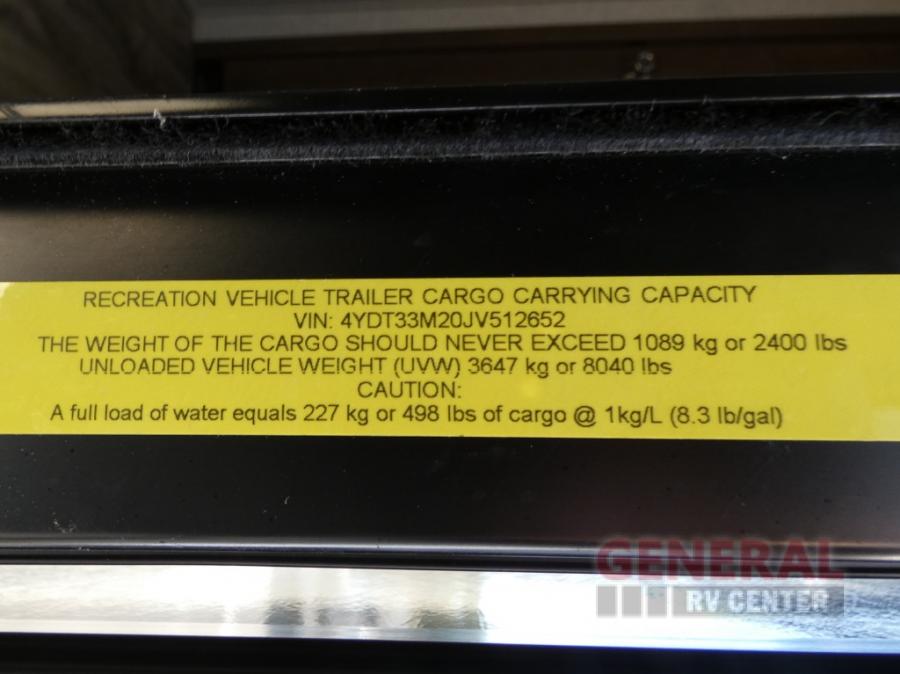 RECREATION VEHICLE TRAILER CARGO CARRYING CAPACITY
VIN: 4YDT33M20JV512652
THE WEIGHT OF THE CARGO SHOULD NEVER EXCEED 1089 kg or 2400 lbs
UNLOADED VEHICLE WEIGHT (UVW) 3647 kg or 8040 lbs
CAUTION:
A full load of water equals 227 kg or 498 lbs of cargo @ 1kg/L (8.3 lb/gal)
GENERAL
RV CENTER